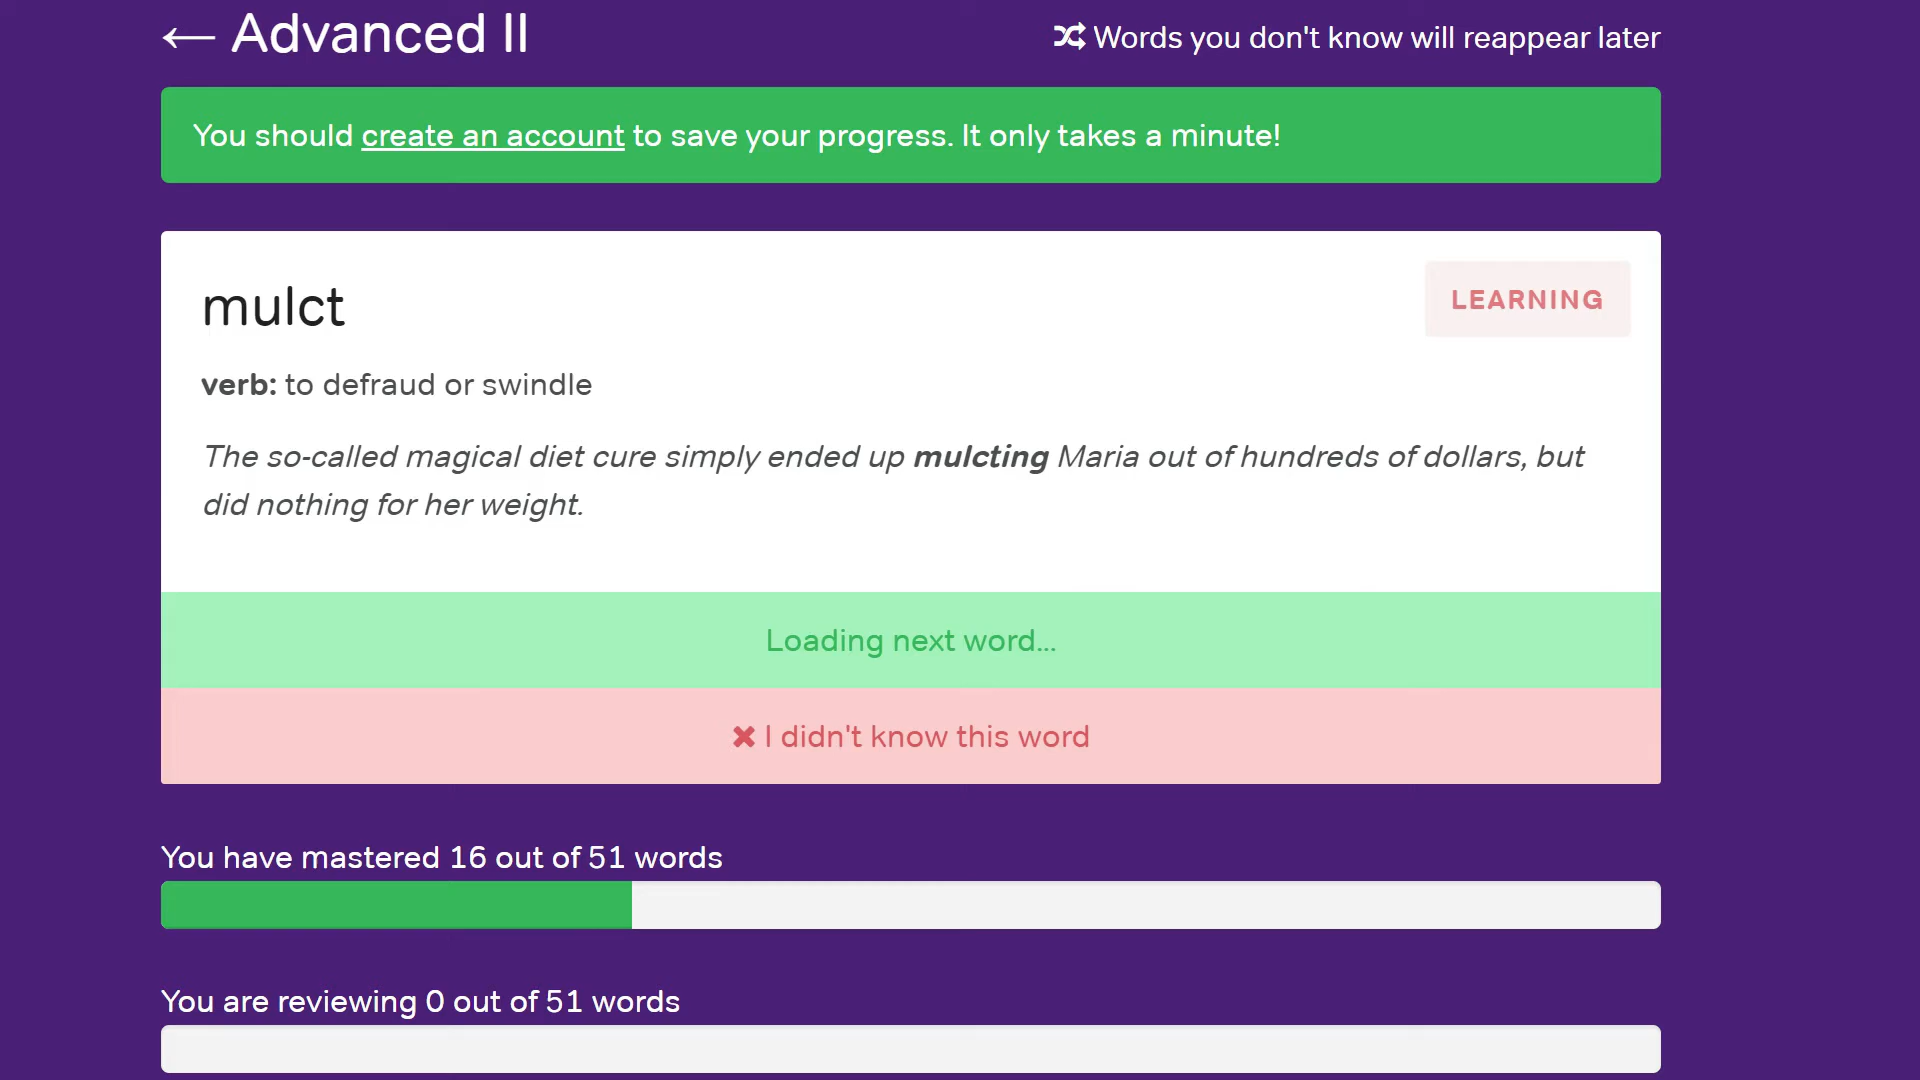 ← Advanced II
Words you don't know will reappear later
You should create an account to save your progress. It only takes a minute!
mulct
LEARNING
verb: to defraud or swindle
The so-called magical diet cure simply ended up mulcting Maria out of hundreds of dollars, but
did nothing for her weight.
Loading next word...
✖ I didn't know this word
You have mastered 16 out of 51 words
You are reviewing 0 out of 51 words